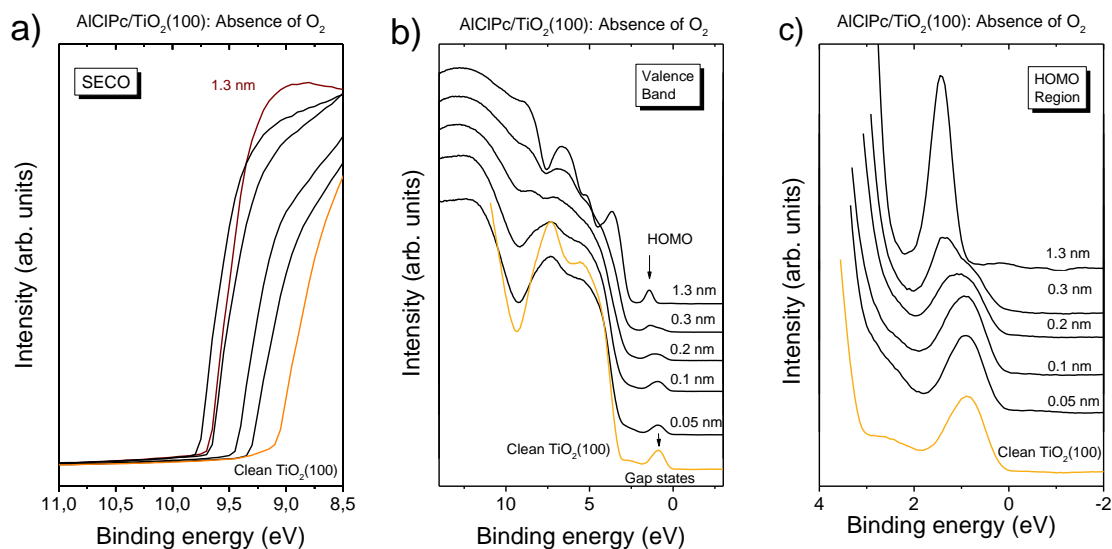 a)
AlClPc/TiO2(100): Absence of O2
SECO
1.3 nm
Clean TiO2(100)
Intensity (arb. units)
11,0 10,5 10,0 9,5 9,0 8,5
Binding energy (eV)
b)
AlClPc/TiO2(100): Absence of O2
Valence
Band
HOMO
1.3 nm
0.3 nm
0.2 nm
0.1 nm
0.05 nm
Clean TiO2(100)
Gap states
Intensity (arb. units)
10 5 0
Binding energy (eV)
c)
AlClPc/TiO2(100): Absence of O2
HOMO
Region
1.3 nm
0.3 nm
0.2 nm
0.1 nm
0.05 nm
Clean TiO2(100)
Intensity (arb. units)
4 2 0 -2
Binding energy (eV)